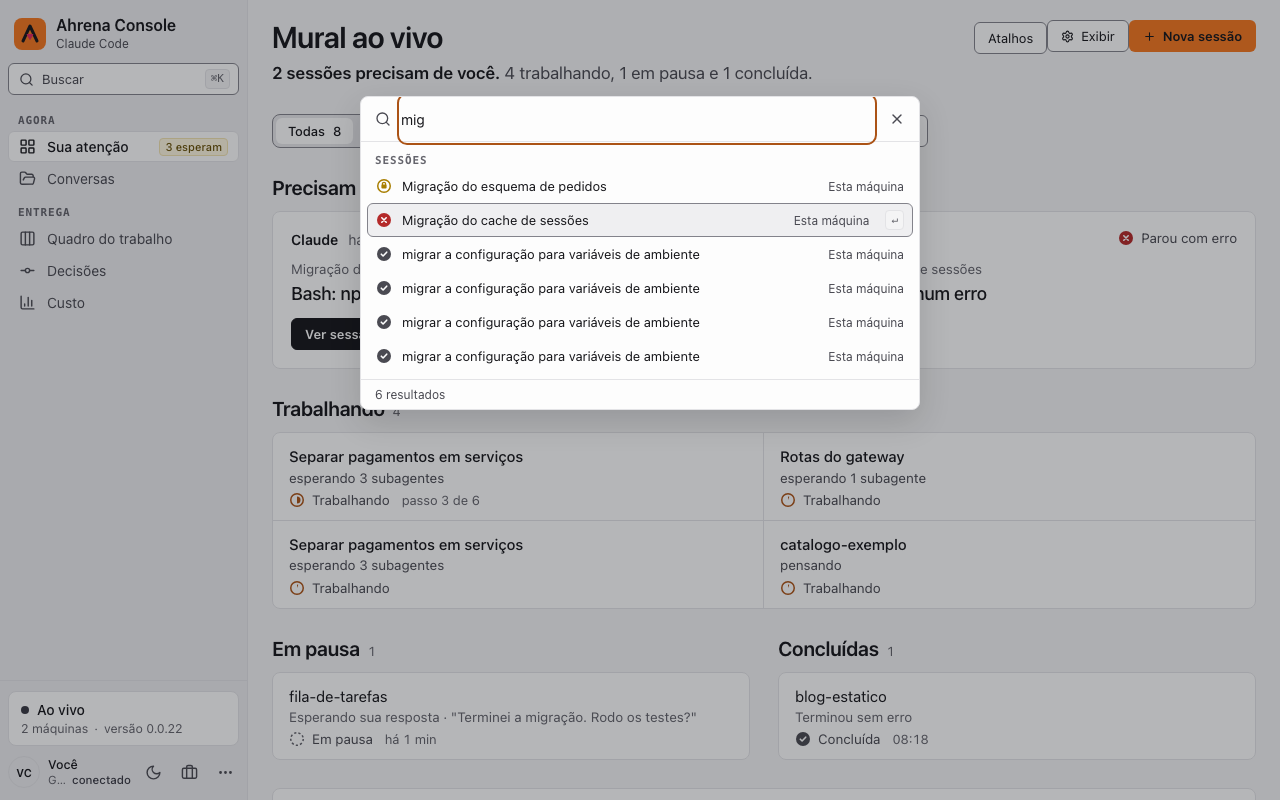 Ahrena Console
Claude Code
Buscar
⌘K
AGORA
Sua atenção
3 esperam
Conversas
ENTREGA
Quadro do trabalho
Decisões
Custo
Ao vivo
2 máquinas · versão 0.0.22
VC
Você
G... conectado
Mural ao vivo
Atalhos
Exibir
+ Nova sessão
2 sessões precisam de você. 4 trabalhando, 1 em pausa e 1 concluída.
Todas 8
mig
SESSÕES
Migração do esquema de pedidos Esta máquina
Migração do cache de sessões Esta máquina ↵
migrar a configuração para variáveis de ambiente Esta máquina
migrar a configuração para variáveis de ambiente Esta máquina
migrar a configuração para variáveis de ambiente Esta máquina
migrar a configuração para variáveis de ambiente Esta máquina
6 resultados
Precisam
Claude
Migração d
Bash: np
Ver sess
Parou com erro
e sessões
num erro
Trabalhando 4
Separar pagamentos em serviços
esperando 3 subagentes
Trabalhando passo 3 de 6
Rotas do gateway
esperando 1 subagente
Trabalhando
Separar pagamentos em serviços
esperando 3 subagentes
Trabalhando
catalogo-exemplo
pensando
Trabalhando
Em pausa 1
fila-de-tarefas
Esperando sua resposta · "Terminei a migração. Rodo os testes?"
Em pausa há 1 min
Concluídas 1
blog-estatico
Terminou sem erro
Concluída 08:18